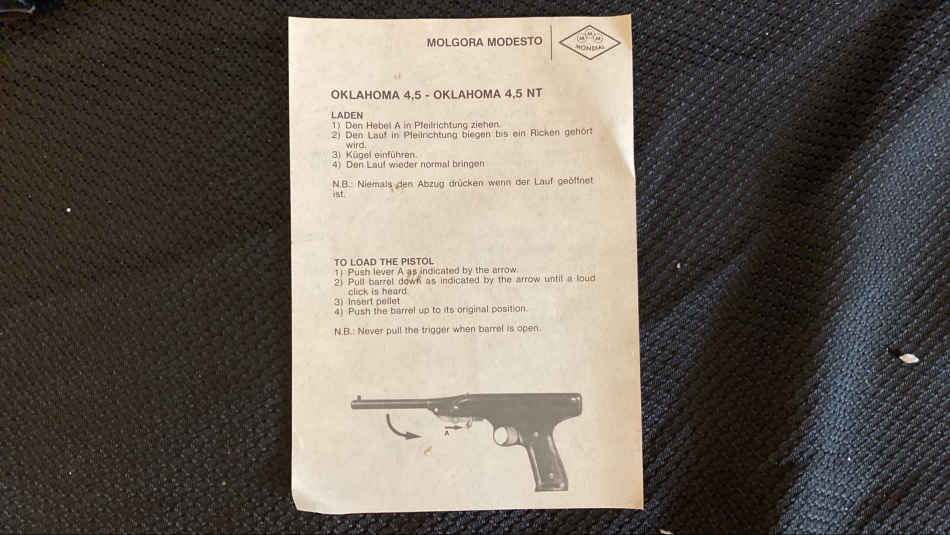 MOLGORA MODESTO
M M M
MONDIAL
OKLAHOMA 4,5 - OKLAHOMA 4,5 NT
LADEN
1) Den Hebel A in Pfeilrichtung ziehen.
2) Den Lauf in Pfeilrichtung biegen bis ein Ricken gehört
wird.
3) Kügel einführen.
4) Den Lauf wieder normal bringen
N.B.: Niemals den Abzug drücken wenn der Lauf geöffnet
ist.
TO LOAD THE PISTOL
1) Push lever A as indicated by the arrow.
2) Pull barrel down as indicated by the arrow until a loud
click is heard.
3) Insert pellet
4) Push the barrel up to its original position.
N.B.: Never pull the trigger when barrel is open.
A